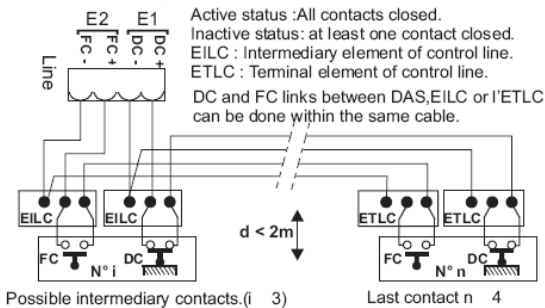 E2 E1
FC -
FC +
DC -
DC +
Line
Active status :All contacts closed.
Inactive status: at least one contact closed.
EILC : Intermediary element of control line.
ETLC : Terminal element of control line.
DC and FC links between DAS,EILC or l'ETLC
can be done within the same cable.
EILC EILC ETLC ETLC
d < 2m
FC N° i DC FC N° n DC
Possible intermediary contacts.(i 3) Last contact n 4